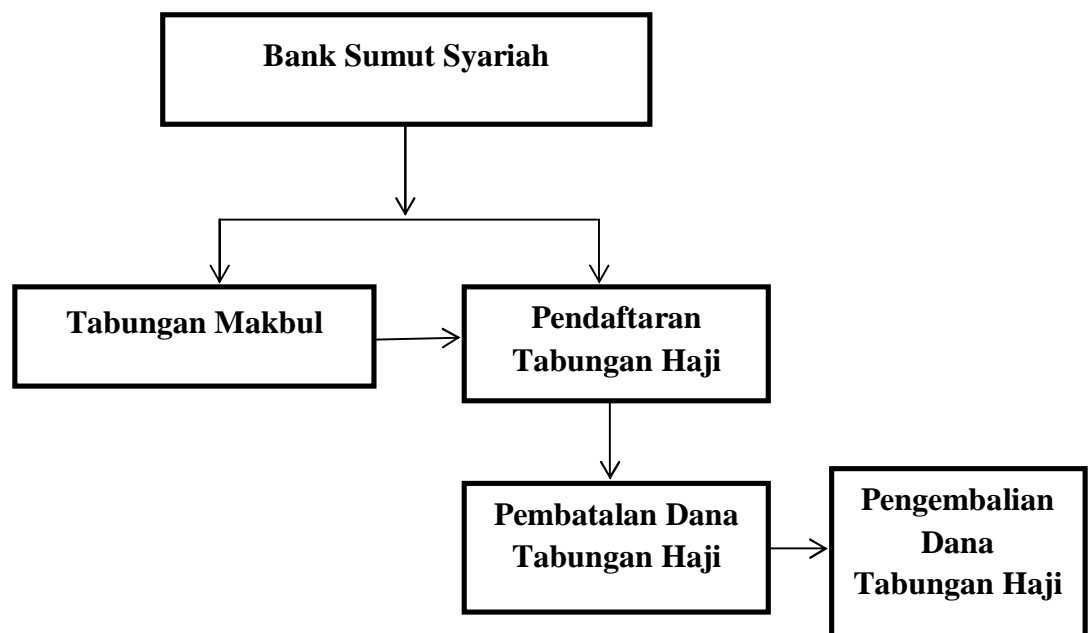 Bank Sumut Syariah
Tabungan Makbul
Pendaftaran
Tabungan Haji
Pembatalan Dana
Tabungan Haji
Pengembalian
Dana
Tabungan Haji